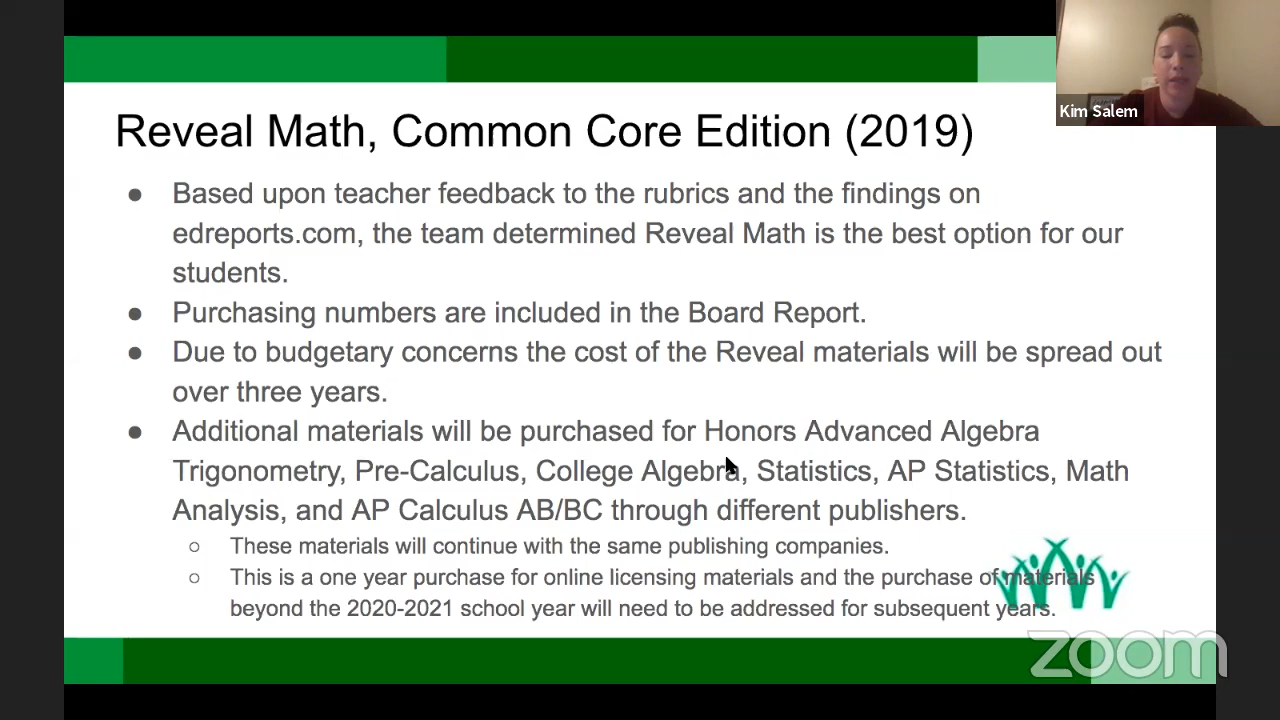 Kim Salem
Reveal Math, Common Core Edition (2019)
● Based upon teacher feedback to the rubrics and the findings on
edreports.com, the team determined Reveal Math is the best option for our
students.
● Purchasing numbers are included in the Board Report.
● Due to budgetary concerns the cost of the Reveal materials will be spread out
over three years.
● Additional materials will be purchased for Honors Advanced Algebra
Trigonometry, Pre-Calculus, College Algebra, Statistics, AP Statistics, Math
Analysis, and AP Calculus AB/BC through different publishers.
○ These materials will continue with the same publishing companies.
○ This is a one year purchase for online licensing materials and the purchase of materials
beyond the 2020-2021 school year will need to be addressed for subsequent years.
zoom